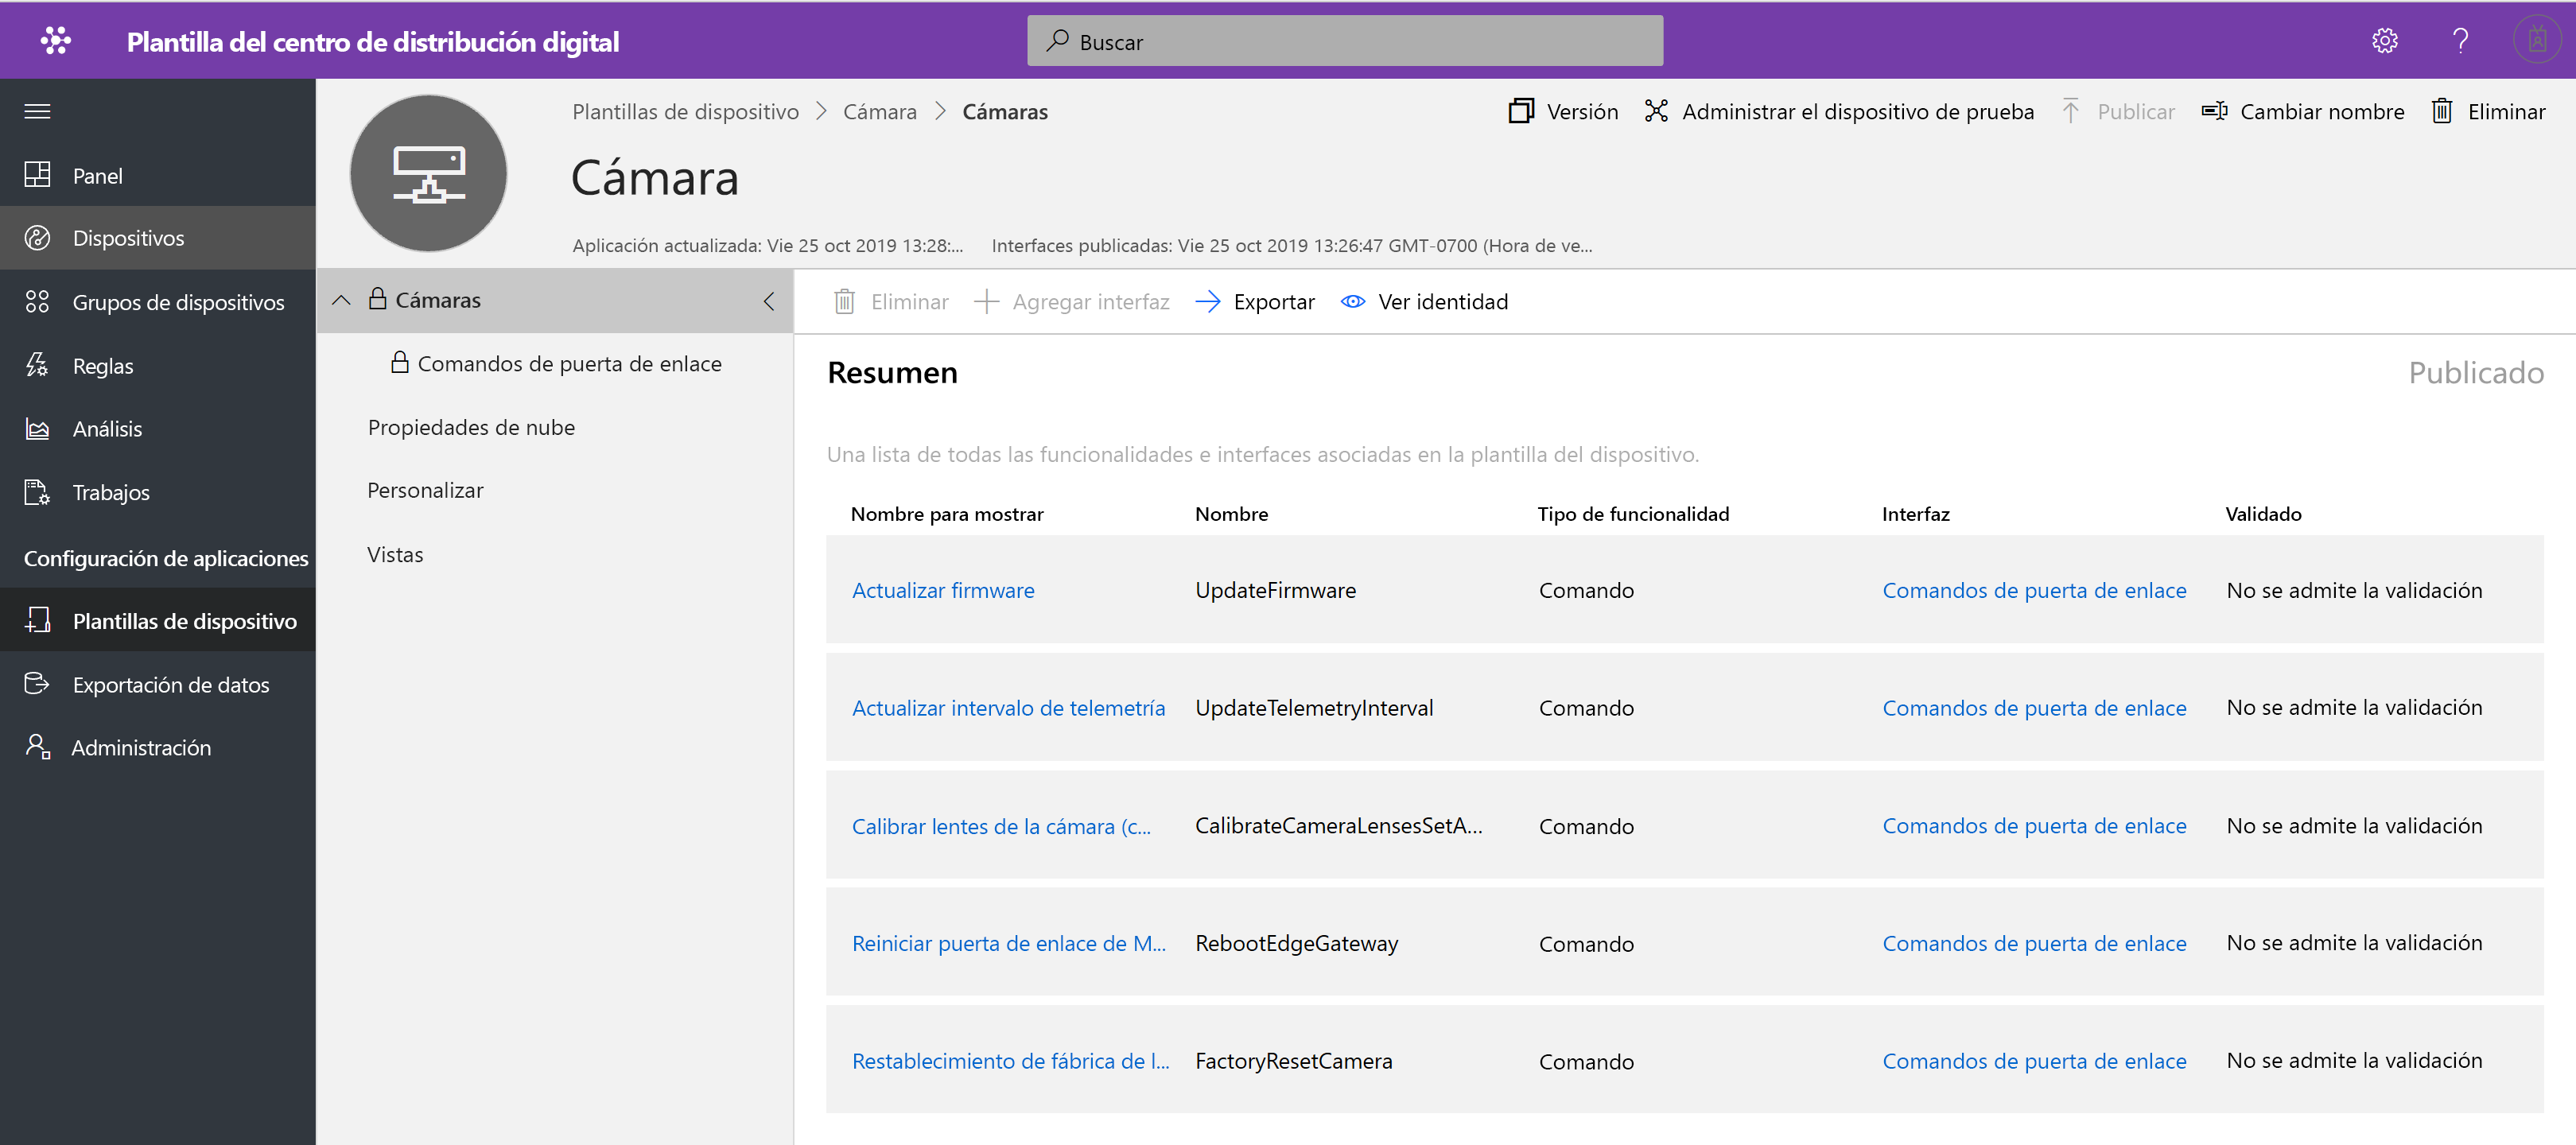 Plantilla del centro de distribución digital
Buscar
Panel
Dispositivos
Grupos de dispositivos
Reglas
Análisis
Trabajos
Configuración de aplicaciones
Plantillas de dispositivo
Exportación de datos
Administración
Plantillas de dispositivo > Cámara > Cámaras
Versión Administrar el dispositivo de prueba Publicar Cambiar nombre Eliminar
Cámara
Aplicación actualizada: Vie 25 oct 2019 13:28:... Interfaces publicadas: Vie 25 oct 2019 13:26:47 GMT-0700 (Hora de ve...
Cámaras
Comandos de puerta de enlace
Propiedades de nube
Personalizar
Vistas
Eliminar Agregar interfaz Exportar Ver identidad
Resumen Publicado
Una lista de todas las funcionalidades e interfaces asociadas en la plantilla del dispositivo.
Nombre para mostrar Nombre Tipo de funcionalidad Interfaz Validado
Actualizar firmware UpdateFirmware Comando Comandos de puerta de enlace No se admite la validación
Actualizar intervalo de telemetría UpdateTelemetryInterval Comando Comandos de puerta de enlace No se admite la validación
Calibrar lentes de la cámara (c... CalibrateCameraLensesSetA... Comando Comandos de puerta de enlace No se admite la validación
Reiniciar puerta de enlace de M... RebootEdgeGateway Comando Comandos de puerta de enlace No se admite la validación
Restablecimiento de fábrica de l... FactoryResetCamera Comando Comandos de puerta de enlace No se admite la validación